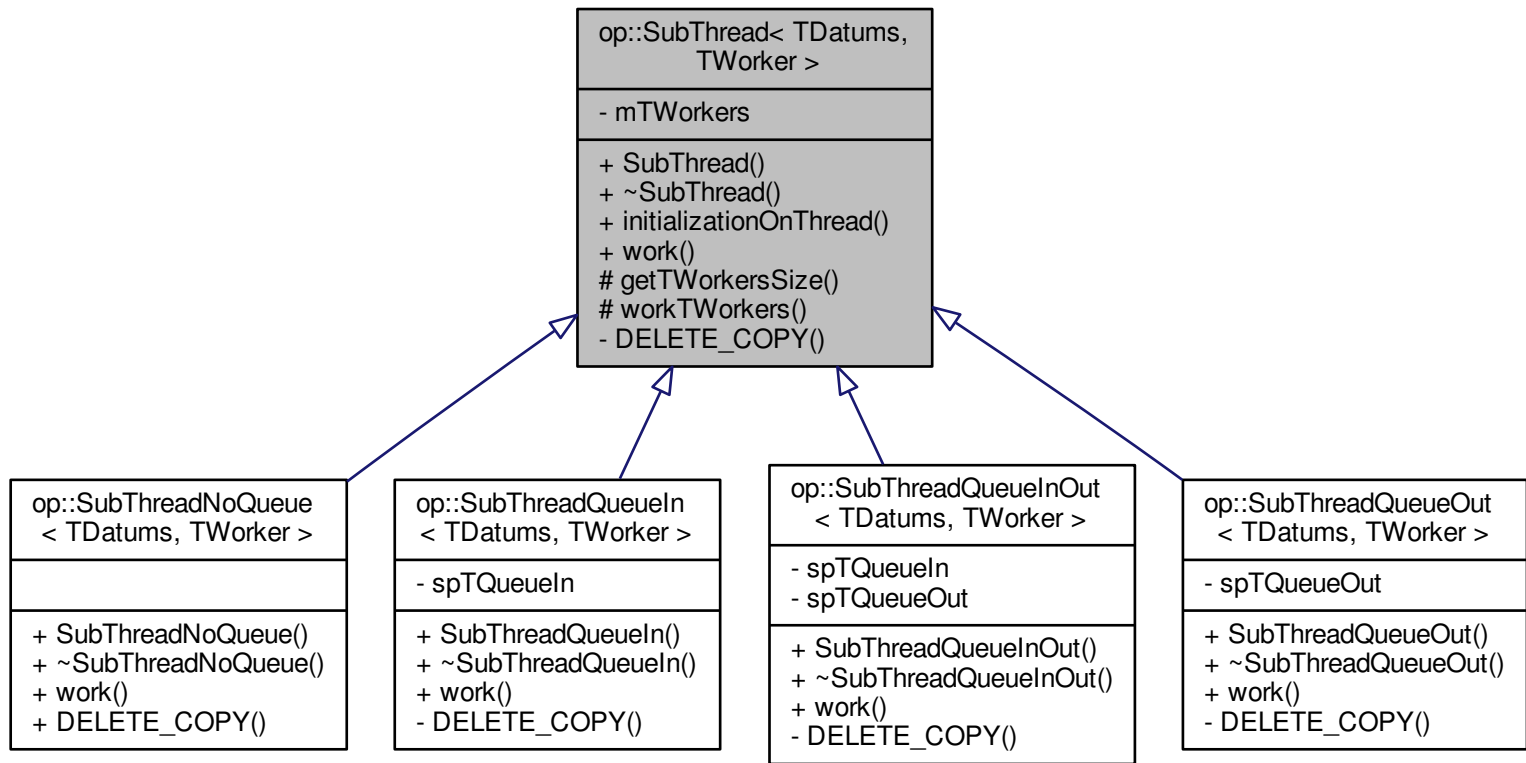 op::SubThread< TDatums,
TWorker >
- mTWorkers
+ SubThread()
+ ~SubThread()
+ initializationOnThread()
+ work()
# getTWorkersSize()
# workTWorkers()
- DELETE_COPY()
op::SubThreadNoQueue
< TDatums, TWorker >
+ SubThreadNoQueue()
+ ~SubThreadNoQueue()
+ work()
+ DELETE_COPY()
op::SubThreadQueueIn
< TDatums, TWorker >
- spTQueueIn
+ SubThreadQueueIn()
+ ~SubThreadQueueIn()
+ work()
- DELETE_COPY()
op::SubThreadQueueInOut
< TDatums, TWorker >
- spTQueueIn
- spTQueueOut
+ SubThreadQueueInOut()
+ ~SubThreadQueueInOut()
+ work()
- DELETE_COPY()
op::SubThreadQueueOut
< TDatums, TWorker >
- spTQueueOut
+ SubThreadQueueOut()
+ ~SubThreadQueueOut()
+ work()
- DELETE_COPY()